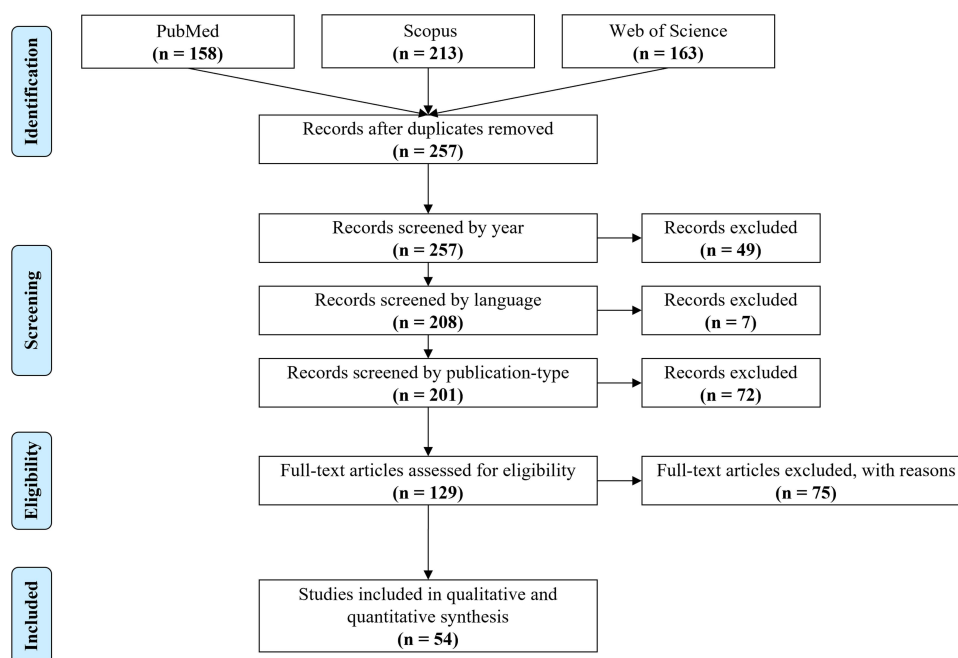 PubMed
(n = 158)
Scopus
(n = 213)
Web of Science
(n = 163)
Identification
Records after duplicates removed
(n = 257)
Screening
Records screened by year
(n = 257)
Records excluded
(n = 49)
Records screened by language
(n = 208)
Records excluded
(n = 7)
Records screened by publication-type
(n = 201)
Records excluded
(n = 72)
Eligibility
Full-text articles assessed for eligibility
(n = 129)
Full-text articles excluded, with reasons
(n = 75)
Included
Studies included in qualitative and
quantitative synthesis
(n = 54)